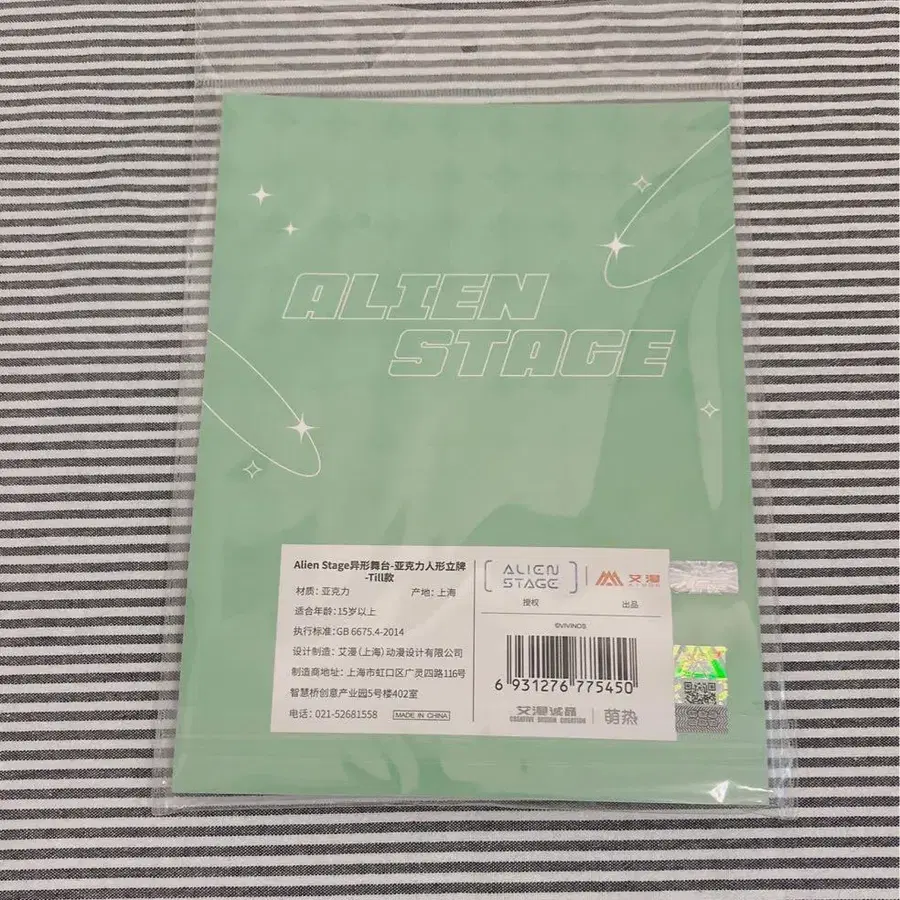 ALIEN
STAGE
Alien Stage异形舞台-亚克力人形立牌
-Till款
材质：亚克力 产地：上海
适合年龄：15岁以上
执行标准：GB 6675.4-2014
设计制造：艾漫（上海）动漫设计有限公司
制造商地址：上海市虹口区广灵四路116号
智慧桥创意产业园5号楼402室
电话：021-52681558 MADE IN CHINA
ALIEN
STAGE
授权
艾漫
出品
©VIVINOS
6 931276 775450
艾漫诚品
CREATIVE DESIGN CREATION
萌热